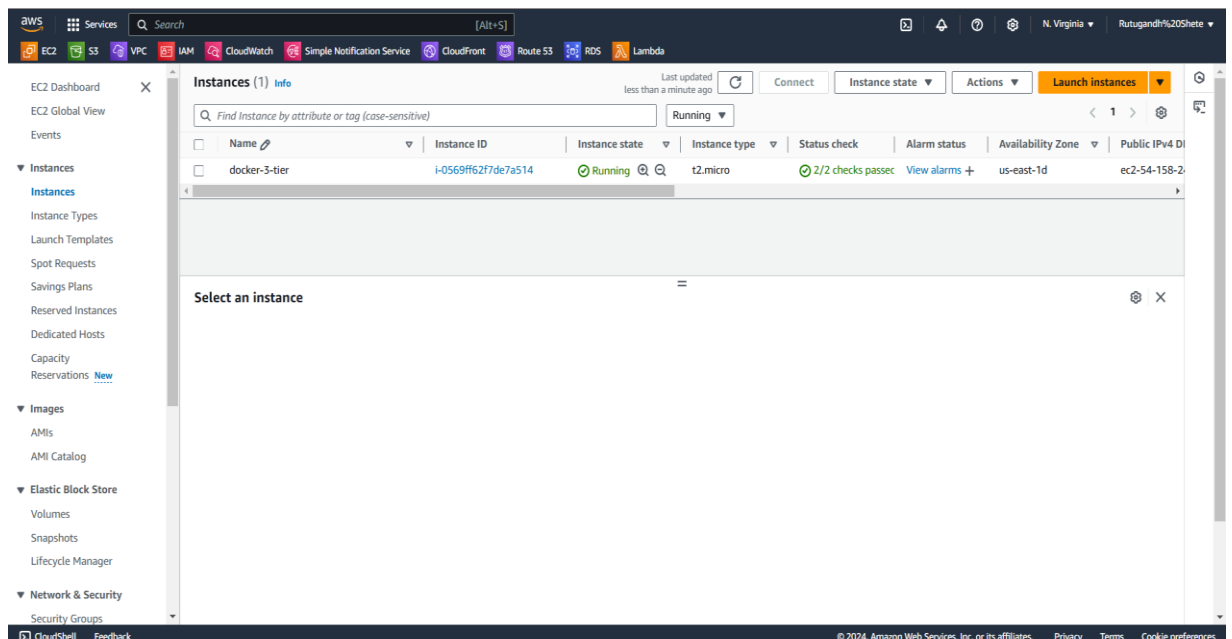 aws Services Search [Alt+S] N. Virginia Rutugandh%20Shete
EC2 S3 VPC IAM CloudWatch Simple Notification Service CloudFront Route 53 RDS Lambda
EC2 Dashboard
EC2 Global View
Events
Instances
Instances
Instance Types
Launch Templates
Spot Requests
Savings Plans
Reserved Instances
Dedicated Hosts
Capacity
Reservations New
Images
AMIs
AMI Catalog
Elastic Block Store
Volumes
Snapshots
Lifecycle Manager
Network & Security
Security Groups
Instances (1) Info
Last updated
less than a minute ago
Connect Instance state Actions Launch instances
Find Instance by attribute or tag (case-sensitive) Running 1
Name Instance ID Instance state Instance type Status check Alarm status Availability Zone Public IPv4 D
docker-3-tier i-0569ff62f7de7a514 Running t2.micro 2/2 checks passec View alarms + us-east-1d ec2-54-158-2
Select an instance
CloudShell Feedback © 2024, Amazon Web Services, Inc. or its affiliates. Privacy Terms Cookie preferences